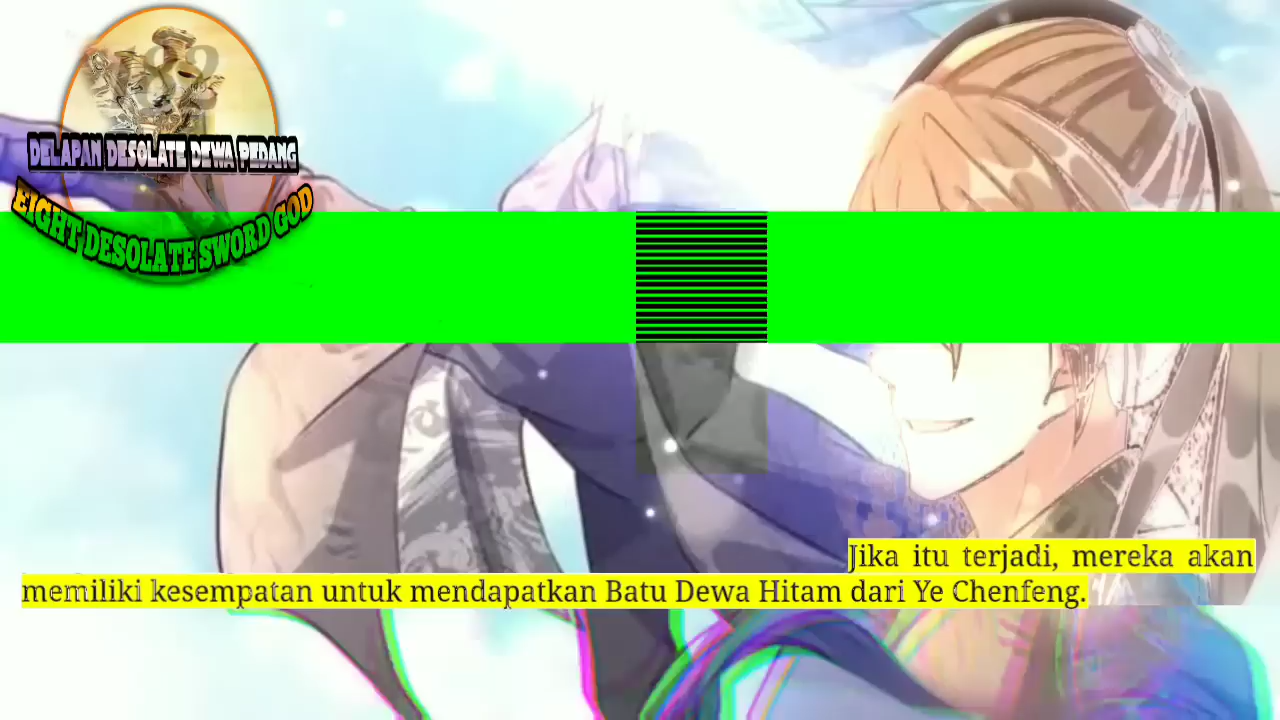 DELAPAN DESOLATE DEWA PEDANG
EIGHT DESOLATE SWORD GOD
Jika itu terjadi, mereka akan
memiliki kesempatan untuk mendapatkan Batu Dewa Hitam dari Ye Chenfeng.